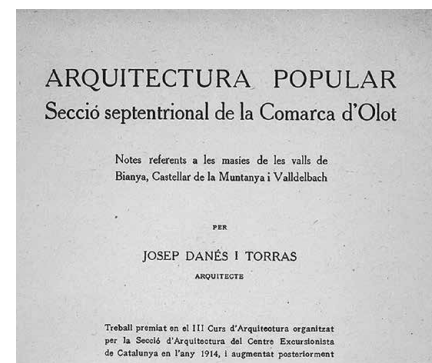 ARQUITECTURA POPULAR
Secció septentrional de la Comarca d'Olot
Notes referents a les masies de les valls de
Bianya, Castellar de la Muntanya i Valldelbach
PER
JOSEP DANÉS I TORRAS
ARQUITECTE
Treball premiat en el III Curs d'Arquitectura organitzat
per la Secció d'Arquitectura del Centre Excursionista
de Catalunya en l'any 1914, i augmentat posteriorment